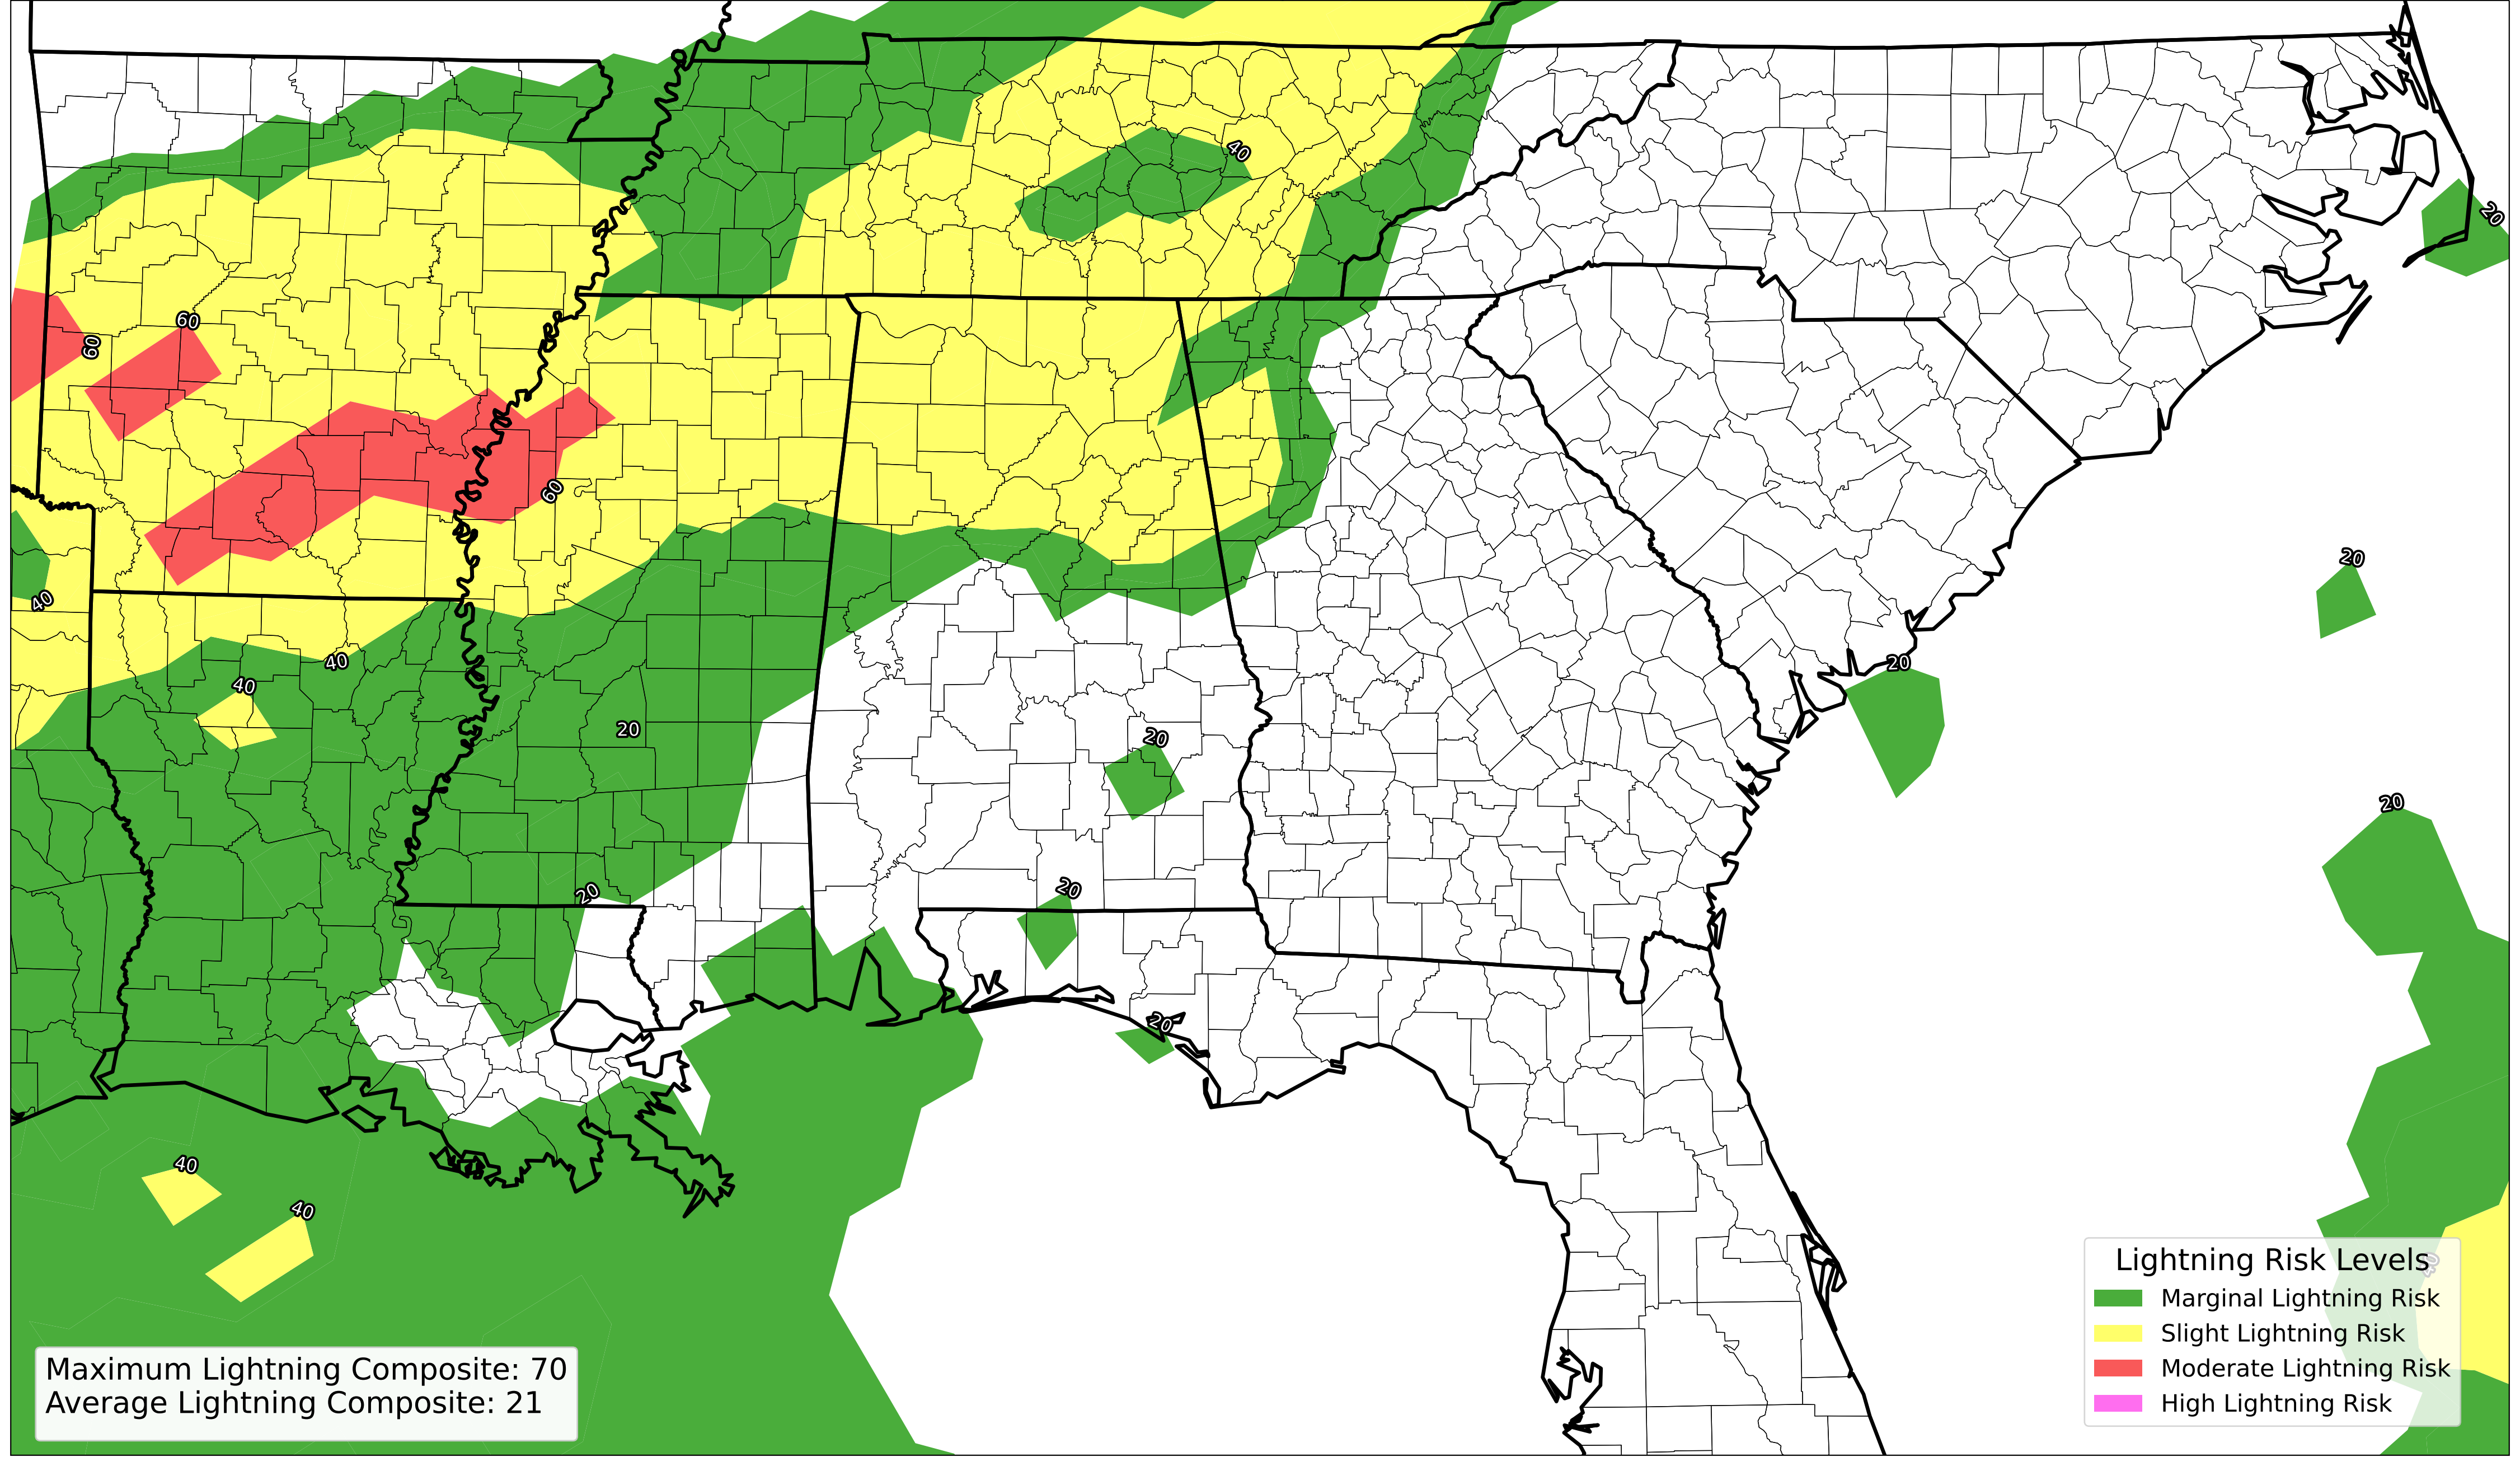 40
20
60
60
60
20
40
40
20
40
20
20
20
20
20
20
20
40
40
40
Lightning Risk Levels
Marginal Lightning Risk
Slight Lightning Risk
Moderate Lightning Risk
High Lightning Risk
Maximum Lightning Composite: 70
Average Lightning Composite: 21